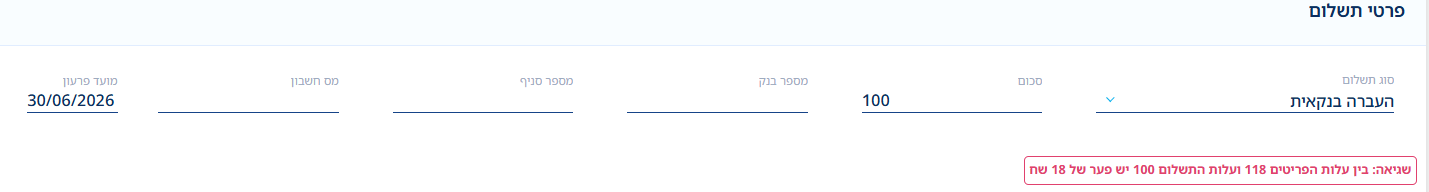 פרטי תשלום
סוג תשלום
העברה בנקאית
סכום
100
מספר בנק
מספר סניף
מס חשבון
מועד פרעון
30/06/2026
שגיאה: בין עלות הפריטים 118 ועלות התשלום 100 יש פער של 18 שח